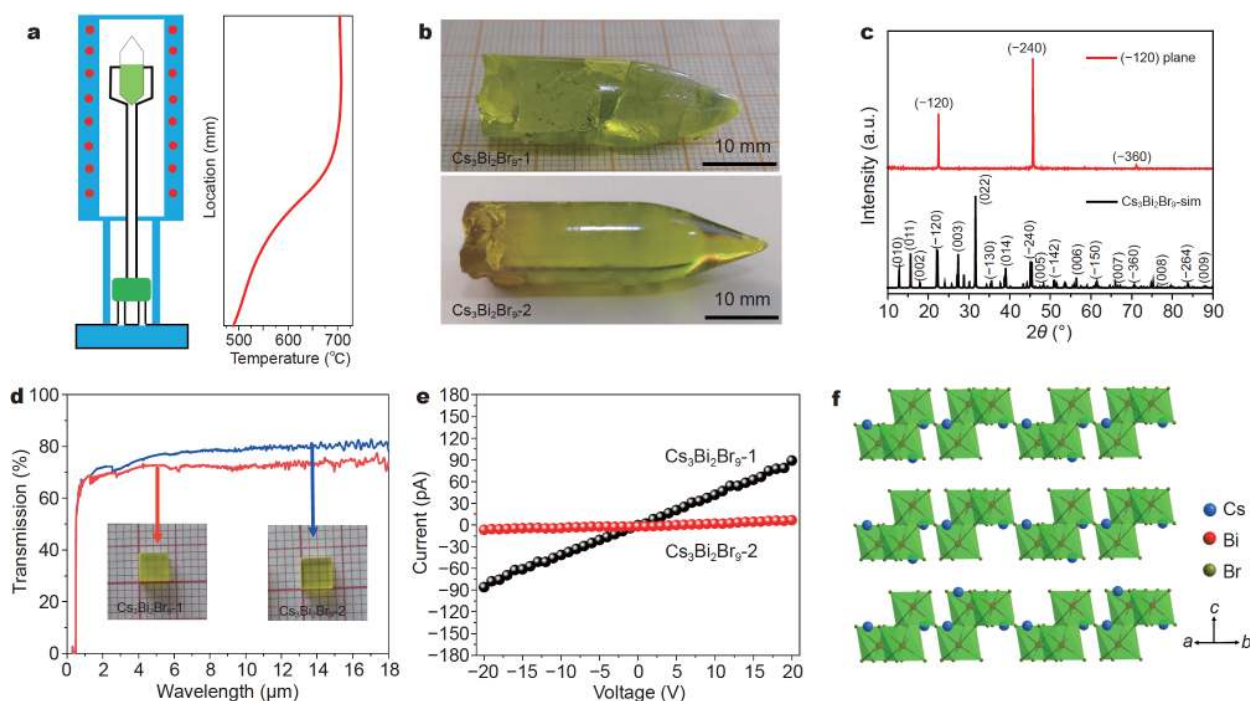 a
Location (mm)
500 600 700
Temperature (°C)
b
Cs₃Bi₂Br₉-1
10 mm
Cs₃Bi₂Br₉-2
10 mm
c
Intensity (a.u.)
(−240)
(−120) plane
(−120)
(−360)
(022)
Cs₃Bi₂Br₉-sim
(010)
(011)
(002)
(−120)
(003)
(−130)
(014)
(−240)
(005)
(−142)
(006)
(−150)
(007)
(−360)
(008)
(−264)
(009)
10 20 30 40 50 60 70 80 90
2θ (°)
d
Transmission (%)
100
80
60
40
20
0
Cs₃Bi₂Br₉-1
Cs₃Bi₂Br₉-2
0 2 4 6 8 10 12 14 16 18
Wavelength (µm)
e
Current (pA)
180
150
120
90
60
30
0
−30
−60
−90
−120
−150
−180
Cs₃Bi₂Br₉-1
Cs₃Bi₂Br₉-2
−20 −15 −10 −5 0 5 10 15 20
Voltage (V)
f
Cs
Bi
Br
c
a
b